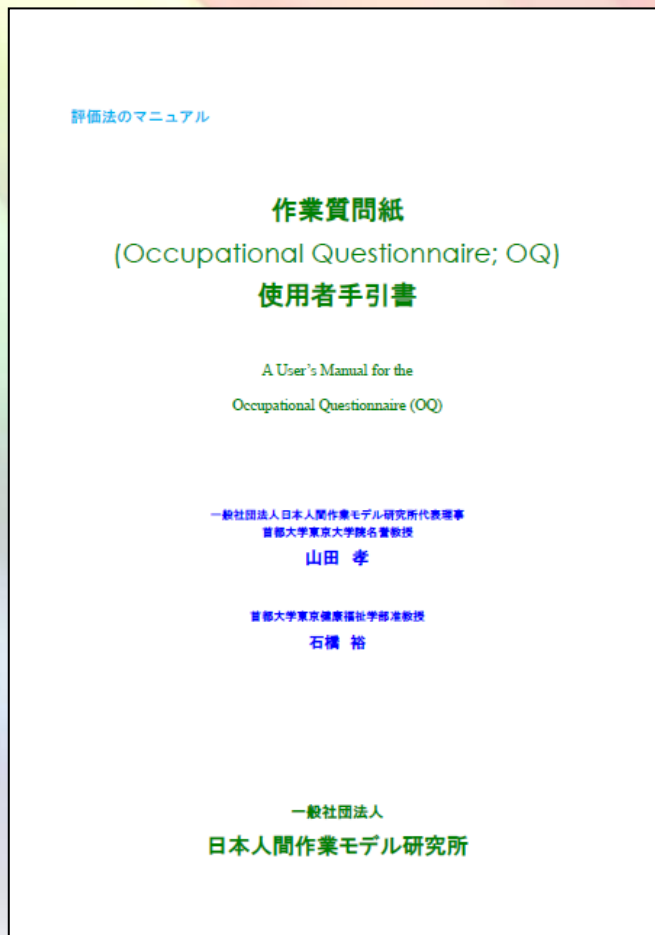 評価法のマニュアル
作業質問紙
(Occupational Questionnaire; OQ)
使用者手引書
A User's Manual for the
Occupational Questionnaire (OQ)
一般社団法人日本人間作業モデル研究所代表理事
首都大学東京大学院名誉教授
山田 孝
首都大学東京健康福祉学部准教授
石橋 裕
一般社団法人
日本人間作業モデル研究所